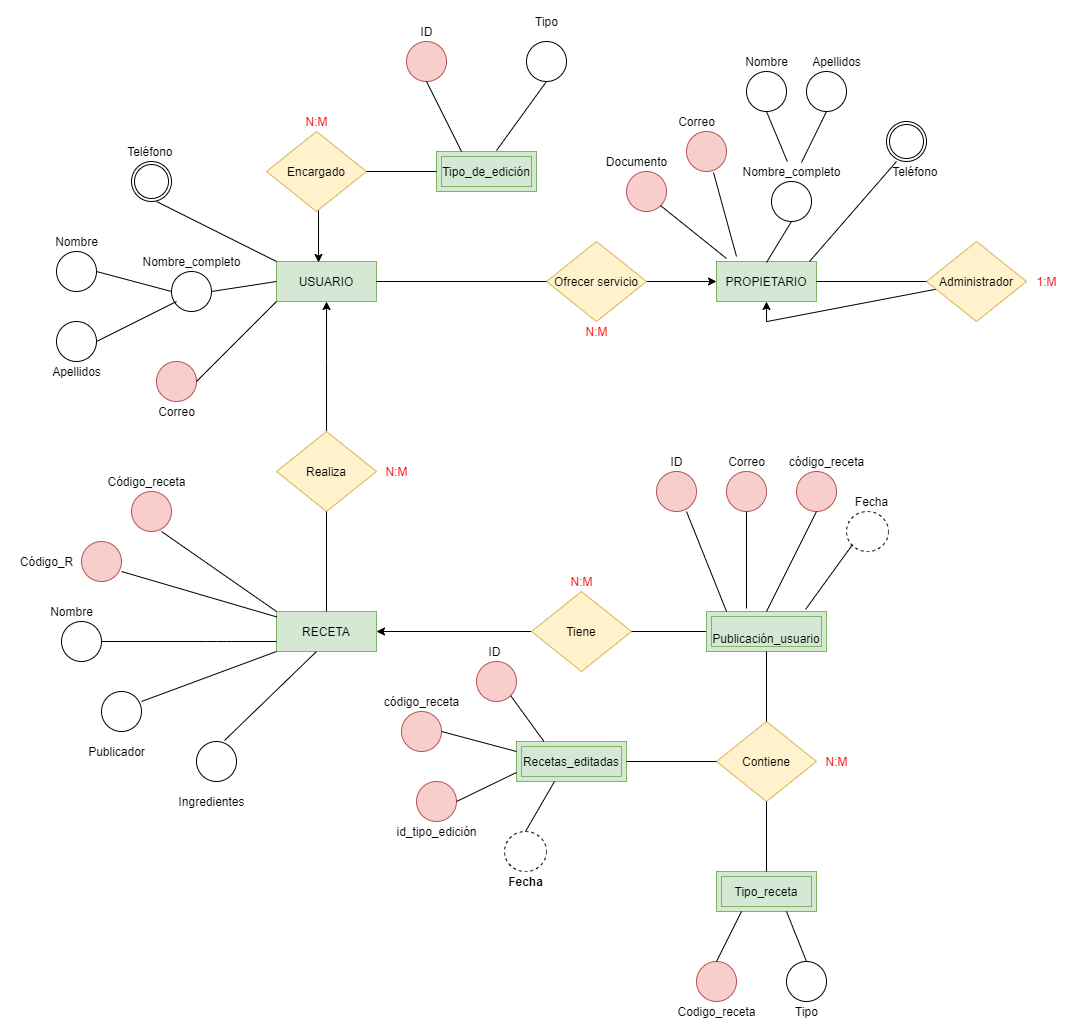 Tipo
ID
Nombre
Apellidos
N:M
Correo
Teléfono
Documento
Encargado
Tipo_de_edición
Nombre_completo
Teléfono
Nombre
Nombre_completo
USUARIO
Ofrecer servicio
PROPIETARIO
Administrador
1:M
N:M
Apellidos
Correo
Realiza
N:M
ID
Correo
código_receta
Código_receta
Fecha
Código_R
N:M
Nombre
RECETA
Tiene
Publicación_usuario
ID
código_receta
Publicador
Recetas_editadas
Contiene
N:M
Ingredientes
id_tipo_edición
Fecha
Tipo_receta
Codigo_receta
Tipo